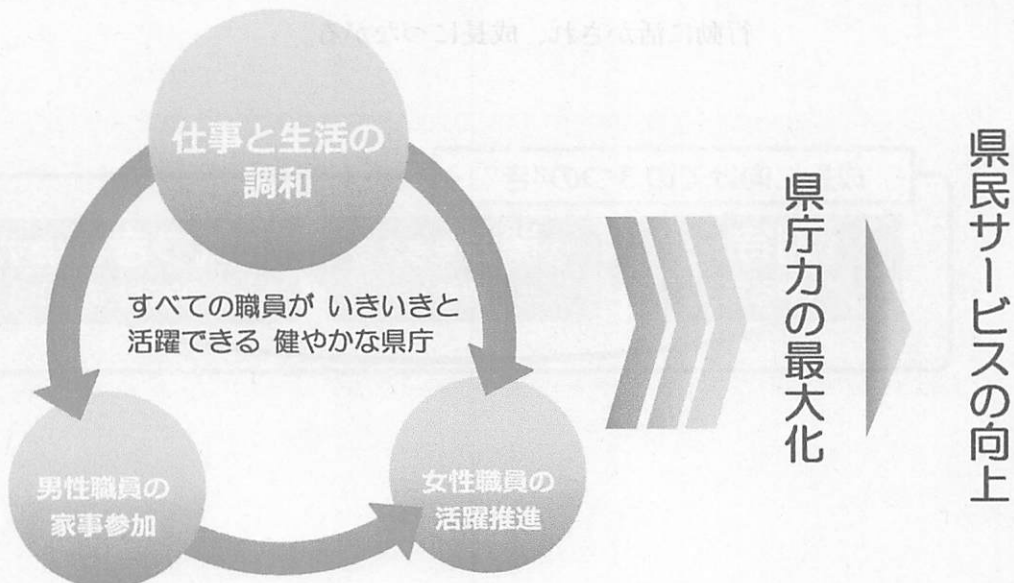 仕事と生活の
調和
すべての職員が いきいきと
活躍できる 健やかな県庁
男性職員の
家事参加
女性職員の
活躍推進
県庁力の最大化
県民サービスの向上